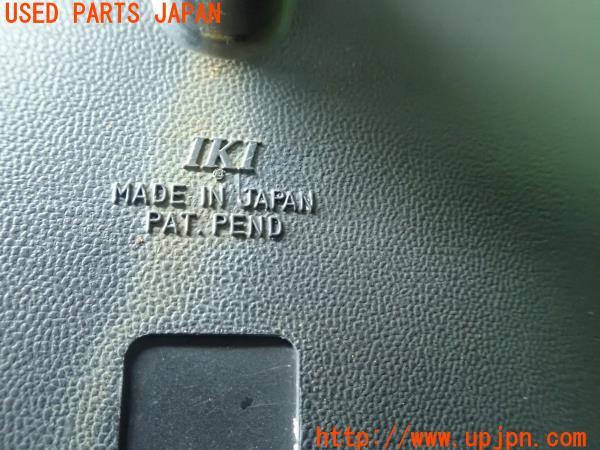 USED PARTS JAPAN
IKI
®
MADE IN JAPAN
PAT. PEND
http://www.upjpn.com